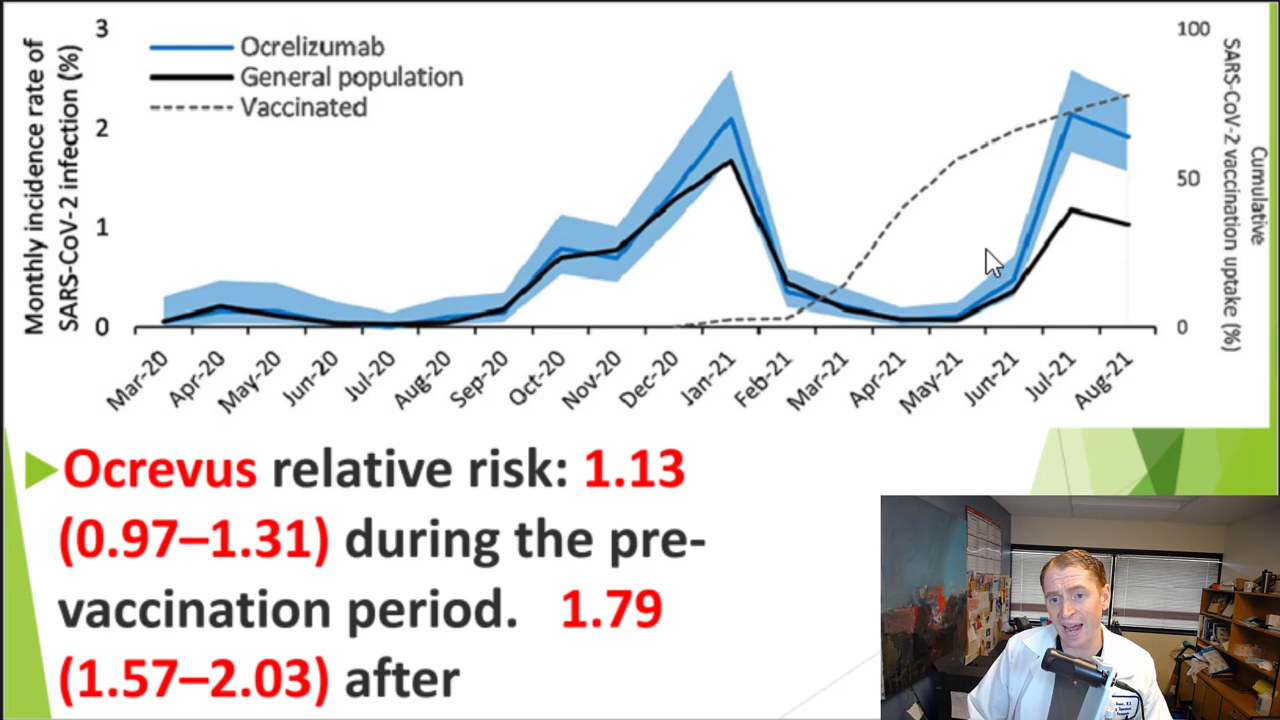 Monthly incidence rate of
SARS-CoV-2 infection (%)
3
2
1
0
Ocrelizumab
General population
Vaccinated
100
50
0
Cumulative
SARS-CoV-2 vaccination uptake (%)
Mar-20
Apr-20
May-20
Jun-20
Jul-20
Aug-20
Sep-20
Oct-20
Nov-20
Dec-20
Jan-21
Feb-21
Mar-21
Apr-21
May-21
Jun-21
Jul-21
Aug-21
Ocrevus relative risk: 1.13
(0.97–1.31) during the pre-
vaccination period. 1.79
(1.57–2.03) after